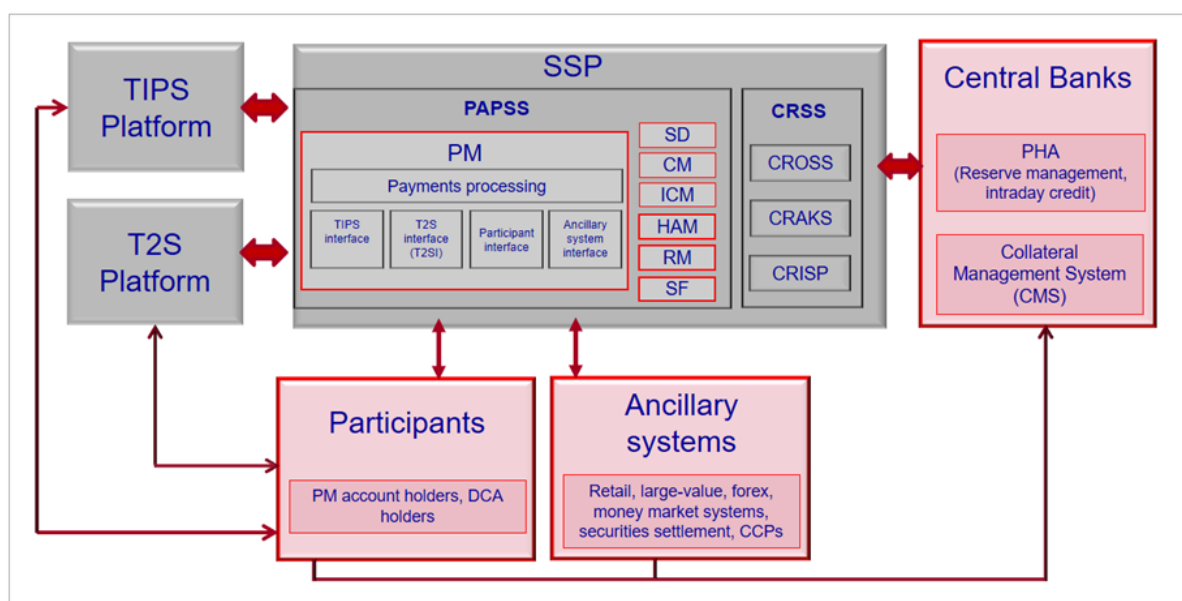 TIPS
Platform
T2S
Platform
SSP
PAPSS
PM
Payments processing
TIPS
interface
T2S
interface
(T2SI)
Participant
interface
Ancillary
system
interface
SD
CM
ICM
HAM
RM
SF
CRSS
CROSS
CRAKS
CRISP
Central Banks
PHA
(Reserve management,
intraday credit)
Collateral
Management System
(CMS)
Participants
PM account holders, DCA
holders
Ancillary
systems
Retail, large-value, forex,
money market systems,
securities settlement, CCPs